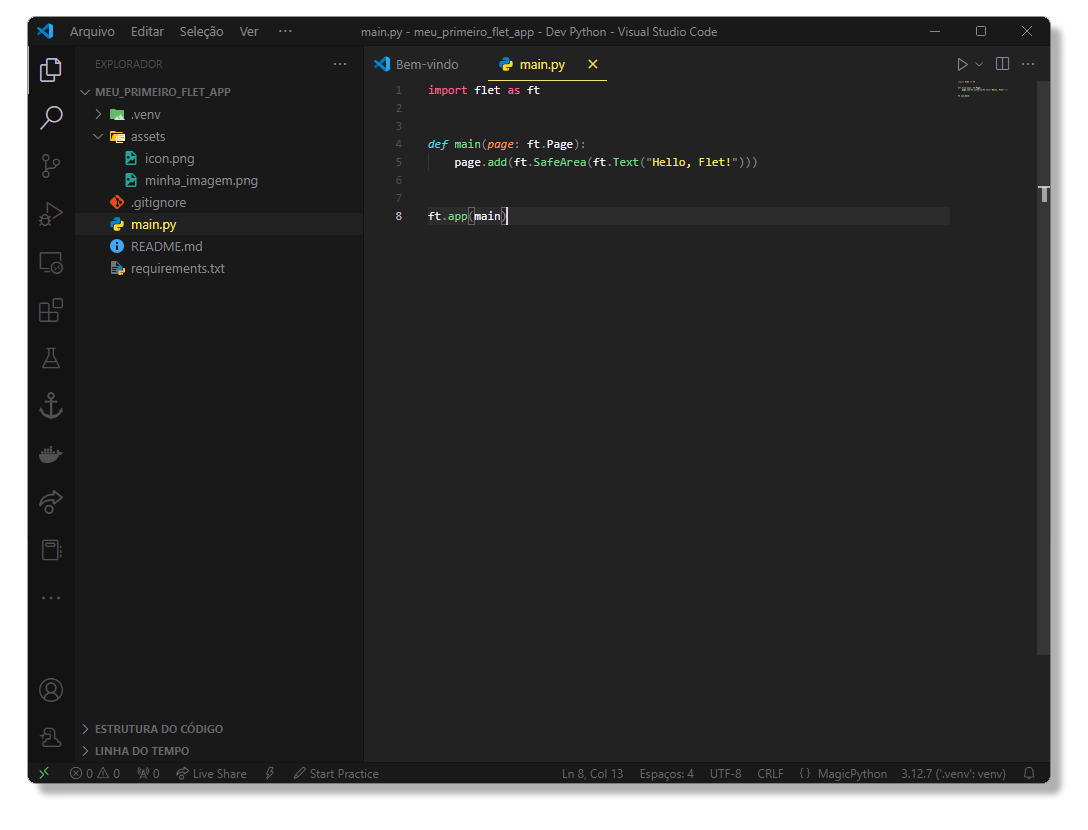 Arquivo Editar Seleção Ver ··· main.py - meu_primeiro_flet_app - Dev Python - Visual Studio Code
EXPLORADOR ···
MEU_PRIMEIRO_FLET_APP
.venv
assets
icon.png
minha_imagem.png
.gitignore
main.py
README.md
requirements.txt
ESTRUTURA DO CÓDIGO
LINHA DO TEMPO
Bem-vindo main.py
1 import flet as ft
2
3
4 def main(page: ft.Page):
5 page.add(ft.SafeArea(ft.Text("Hello, Flet!")))
6
7
8 ft.app(main)
0 0 0 Live Share Start Practice Ln 8, Col 13 Espaços: 4 UTF-8 CRLF {} MagicPython 3.12.7 ('.venv': venv)